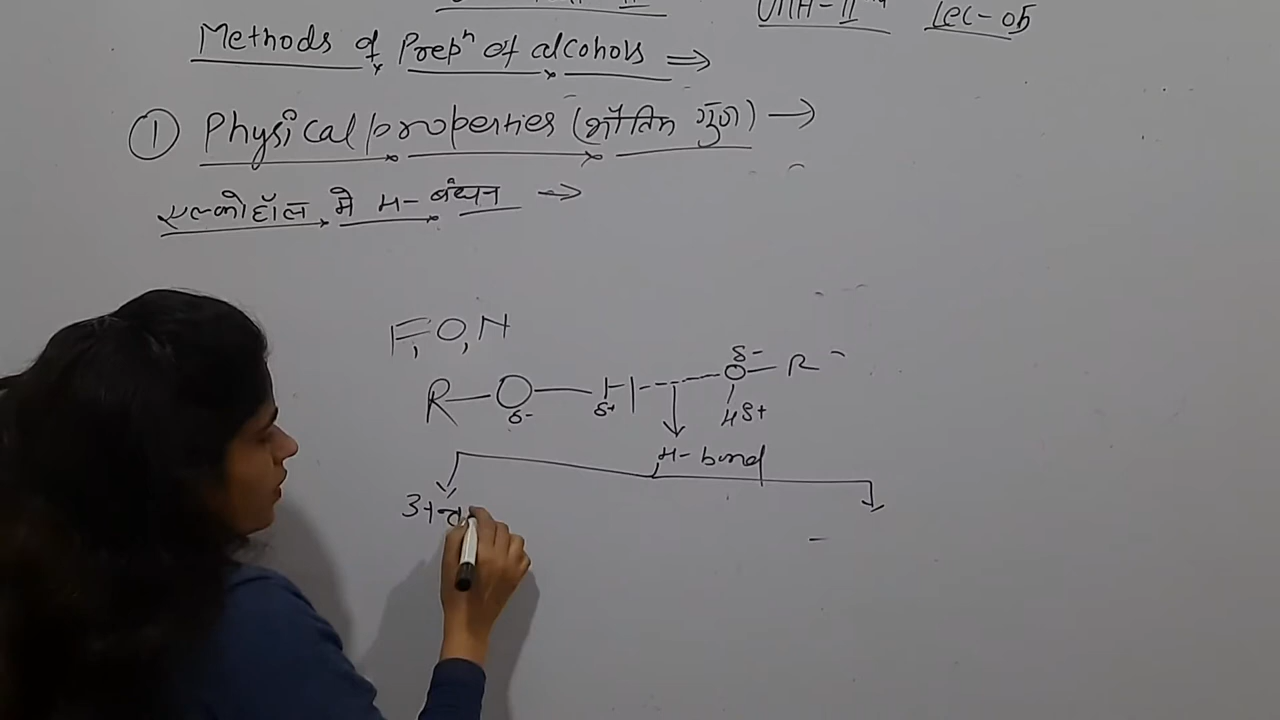 Unit-II Lec-05
Methods of Prepⁿ of alcohols ⇒
① Physical properties (भौतिक गुण) →
एल्कोहॉल में H- बंधन →
F, O, N
R—O—H-----O—R
δ- δ+ δ-
H δ+
H- bond